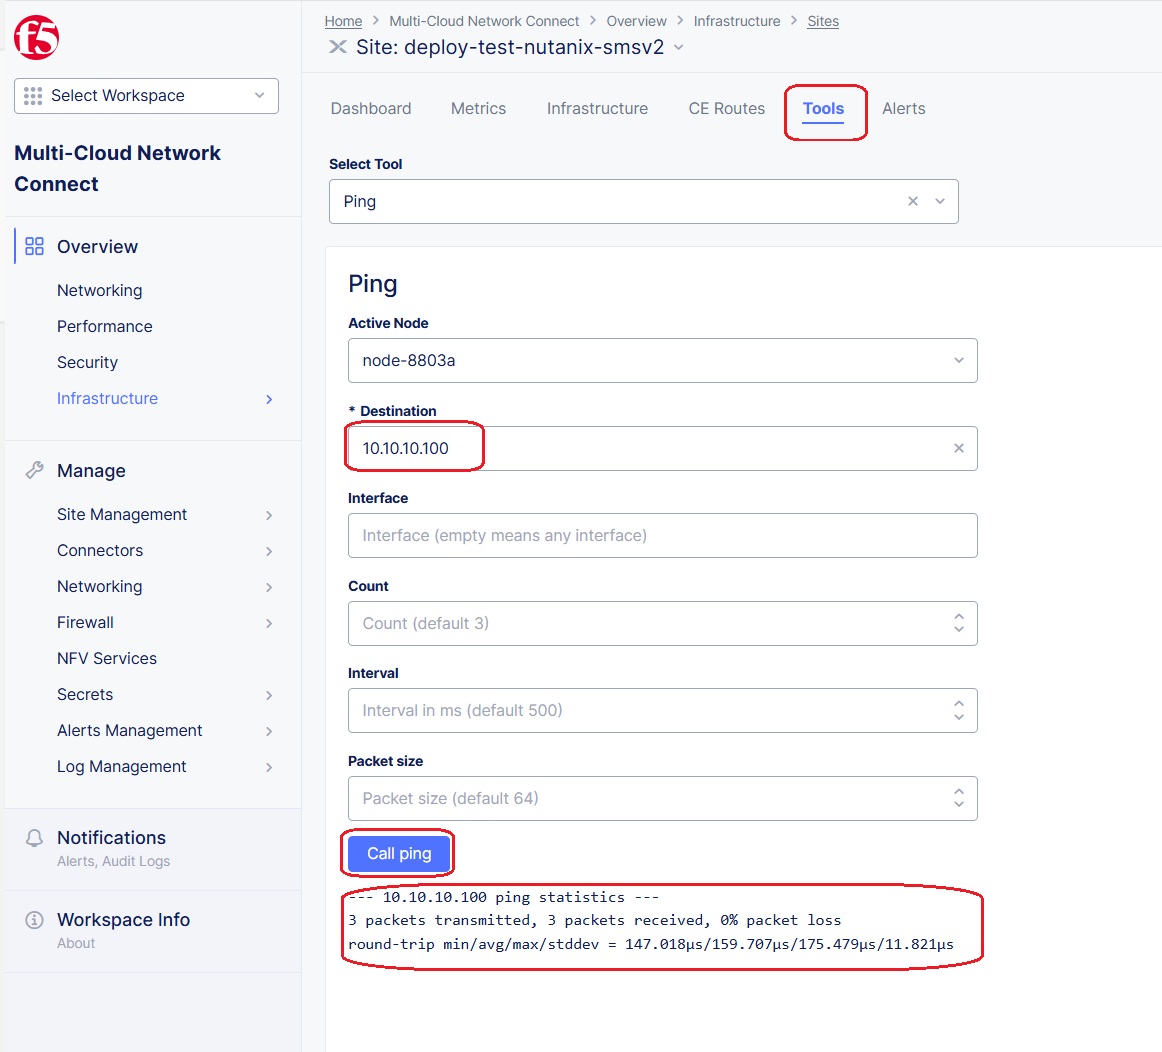 f5
Select Workspace
Multi-Cloud Network
Connect
Overview
Networking
Performance
Security
Infrastructure
Manage
Site Management
Connectors
Networking
Firewall
NFV Services
Secrets
Alerts Management
Log Management
Notifications
Alerts, Audit Logs
Workspace Info
About
Home > Multi-Cloud Network Connect > Overview > Infrastructure > Sites
Site: deploy-test-nutanix-smsv2
Dashboard Metrics Infrastructure CE Routes Tools Alerts
Select Tool
Ping
Ping
Active Node
node-8803a
* Destination
10.10.10.100
Interface
Interface (empty means any interface)
Count
Count (default 3)
Interval
Interval in ms (default 500)
Packet size
Packet size (default 64)
Call ping
--- 10.10.10.100 ping statistics ---
3 packets transmitted, 3 packets received, 0% packet loss
round-trip min/avg/max/stddev = 147.018µs/159.707µs/175.479µs/11.821µs